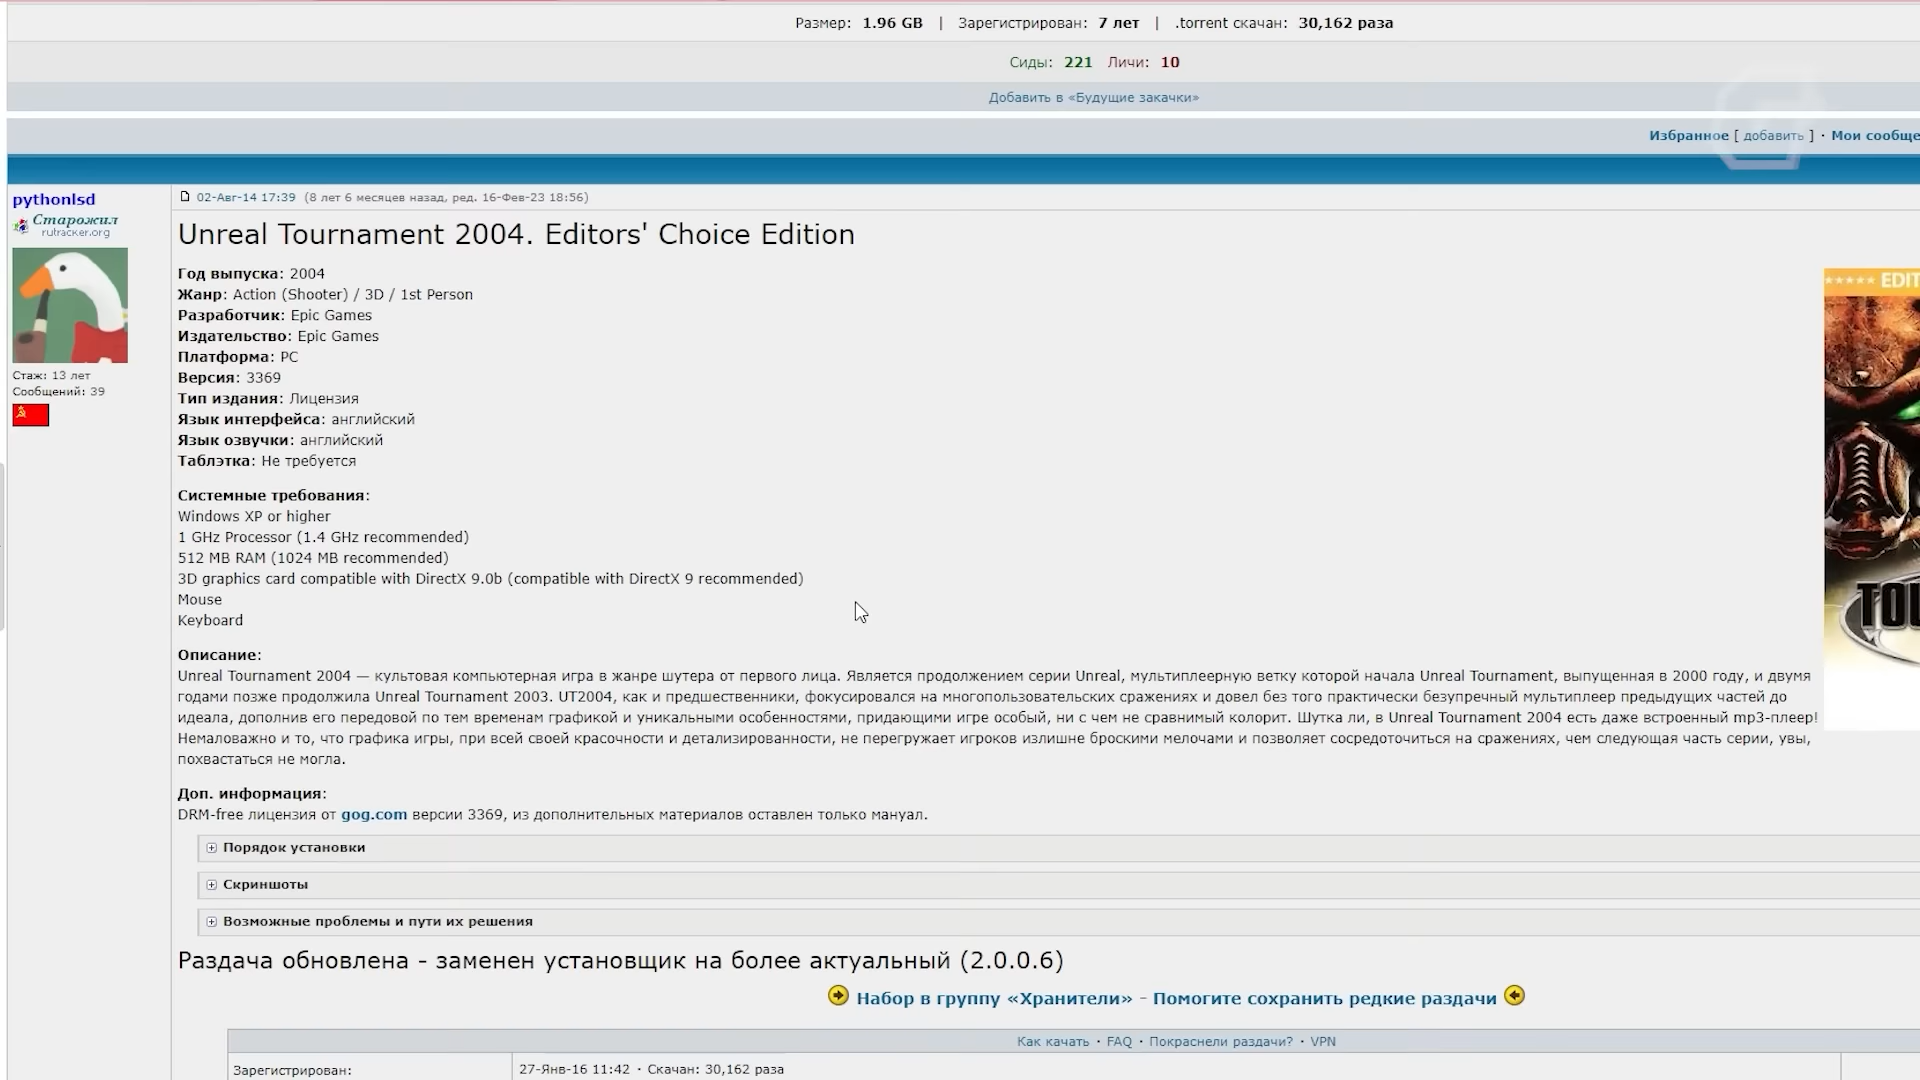 Размер: 1.96 GB | Зарегистрирован: 7 лет | .torrent скачан: 30,162 раза
Сиды: 221 Личи: 10
Добавить в «Будущие закачки»
Избранное [ добавить ] · Мои сообще
pythonlsd
Старожил
rutracker.org
Стаж: 13 лет
Сообщений: 39
02-Авг-14 17:39 (8 лет 6 месяцев назад, ред. 16-Фев-23 18:56)
Unreal Tournament 2004. Editors' Choice Edition
Год выпуска: 2004
Жанр: Action (Shooter) / 3D / 1st Person
Разработчик: Epic Games
Издательство: Epic Games
Платформа: PC
Версия: 3369
Тип издания: Лицензия
Язык интерфейса: английский
Язык озвучки: английский
Таблэтка: Не требуется
Системные требования:
Windows XP or higher
1 GHz Processor (1.4 GHz recommended)
512 MB RAM (1024 MB recommended)
3D graphics card compatible with DirectX 9.0b (compatible with DirectX 9 recommended)
Mouse
Keyboard
Описание:
Unreal Tournament 2004 — культовая компьютерная игра в жанре шутера от первого лица. Является продолжением серии Unreal, мультиплеерную ветку которой начала Unreal Tournament, выпущенная в 2000 году, и двумя
годами позже продолжила Unreal Tournament 2003. UT2004, как и предшественники, фокусировался на многопользовательских сражениях и довел без того практически безупречный мультиплеер предыдущих частей до
идеала, дополнив его передовой по тем временам графикой и уникальными особенностями, придающими игре особый, ни с чем не сравнимый колорит. Шутка ли, в Unreal Tournament 2004 есть даже встроенный mp3-плеер!
Немаловажно и то, что графика игры, при всей своей красочности и детализированности, не перегружает игроков излишне броскими мелочами и позволяет сосредоточиться на сражениях, чем следующая часть серии, увы,
похвастаться не могла.
Доп. информация:
DRM-free лицензия от gog.com версии 3369, из дополнительных материалов оставлен только мануал.
Порядок установки
Скриншоты
Возможные проблемы и пути их решения
Раздача обновлена - заменен установщик на более актуальный (2.0.0.6)
Набор в группу «Хранители» - Помогите сохранить редкие раздачи
Как качать · FAQ · Покраснели раздачи? · VPN
Зарегистрирован: 27-Янв-16 11:42 · Скачан: 30,162 раза
EDIT
TOU